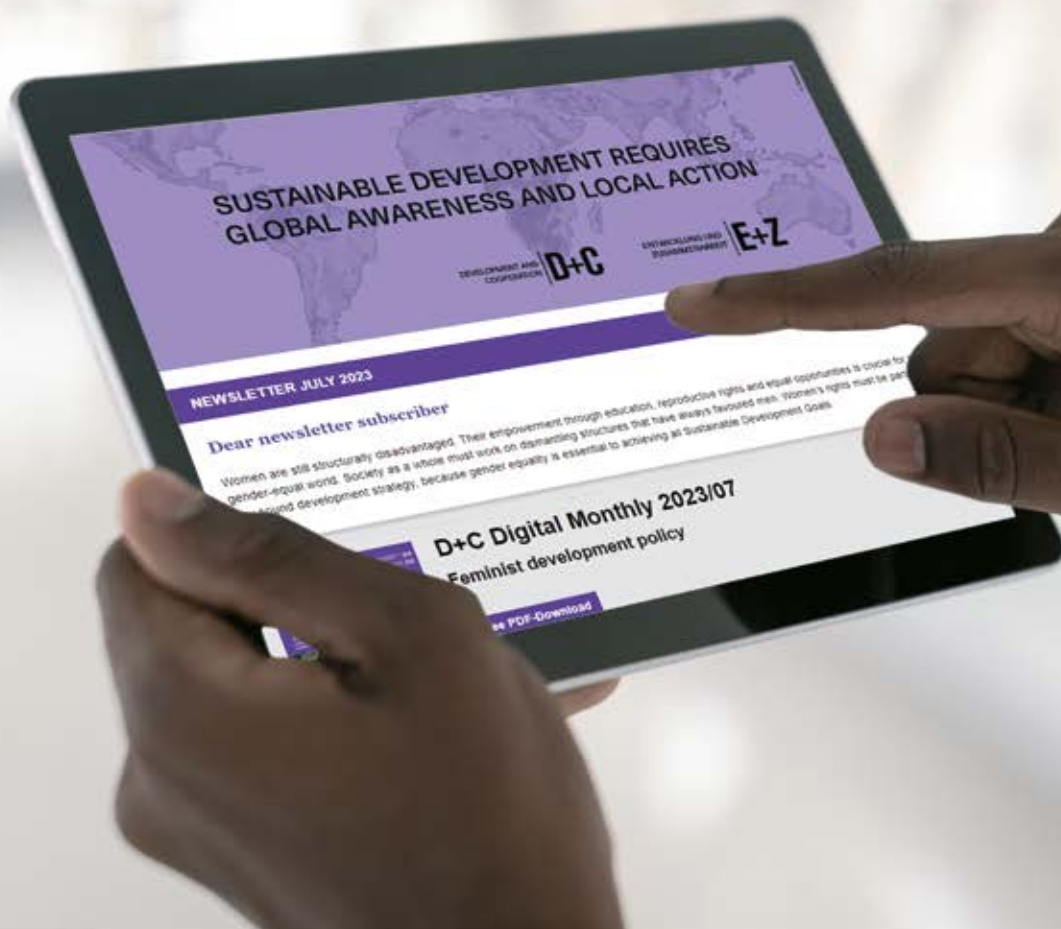 SUSTAINABLE DEVELOPMENT REQUIRES
GLOBAL AWARENESS AND LOCAL ACTION
DEVELOPMENT AND
COOPERATION
D+C
ENTWICKLUNG UND
ZUSAMMENARBEIT
E+Z
NEWSLETTER JULY 2023
Dear newsletter subscriber
Women are still structurally disadvantaged. Their empowerment through education, reproductive rights and equal opportunities is crucial for
gender-equal world. Society as a whole must work on dismantling structures that have always favoured men. Women's rights must be
development strategy, because gender equality is essential to achieving all Sustainable Development Goals.
D+C Digital Monthly 2023/07
Feminist development policy
PDF-Download